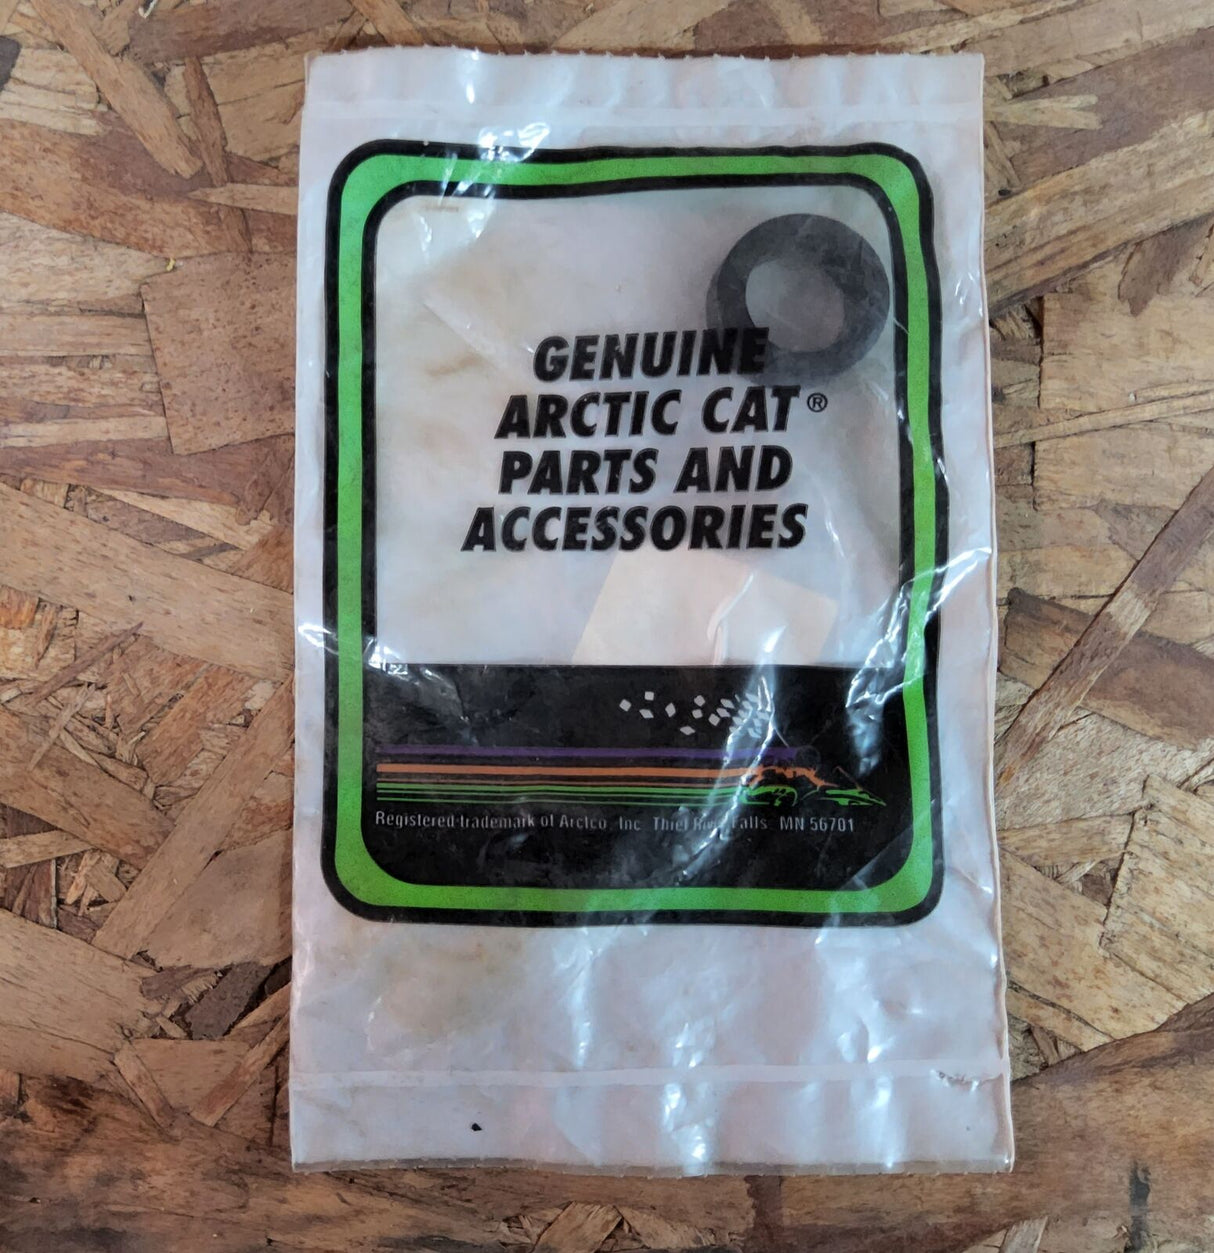 GENUINE
ARCTIC CAT®
PARTS AND
ACCESSORIES
Registered trademark of Arctco Inc Thief River Falls MN 56701